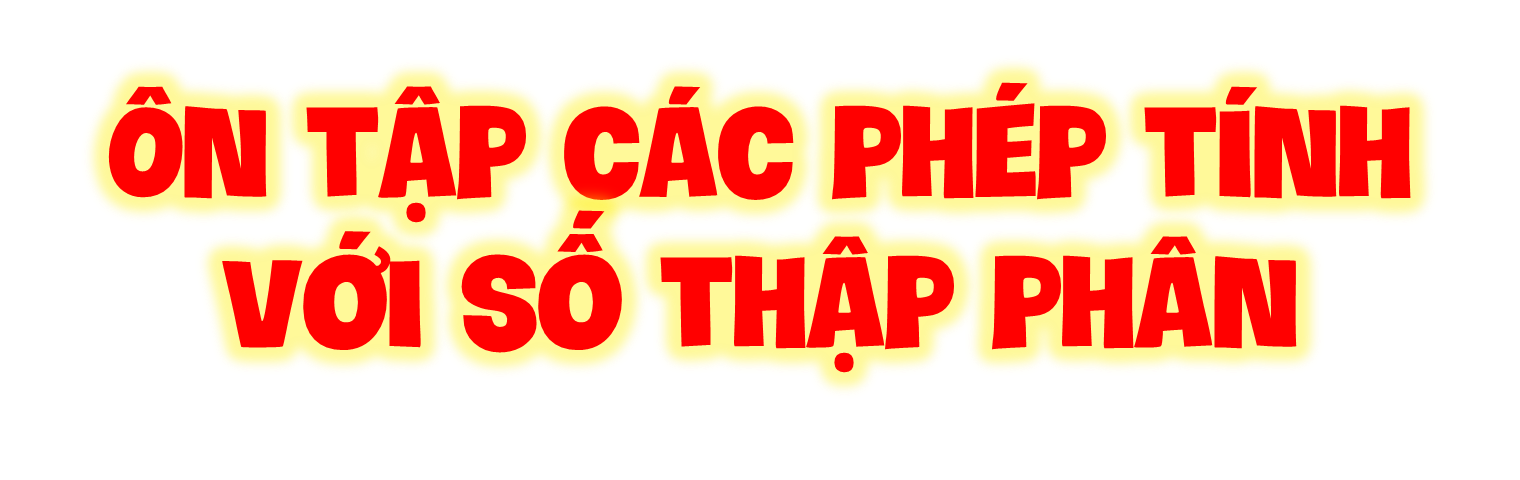 ÔN TẬP CÁC PHÉP TÍNH
VỚI SỐ THẬP PHÂN